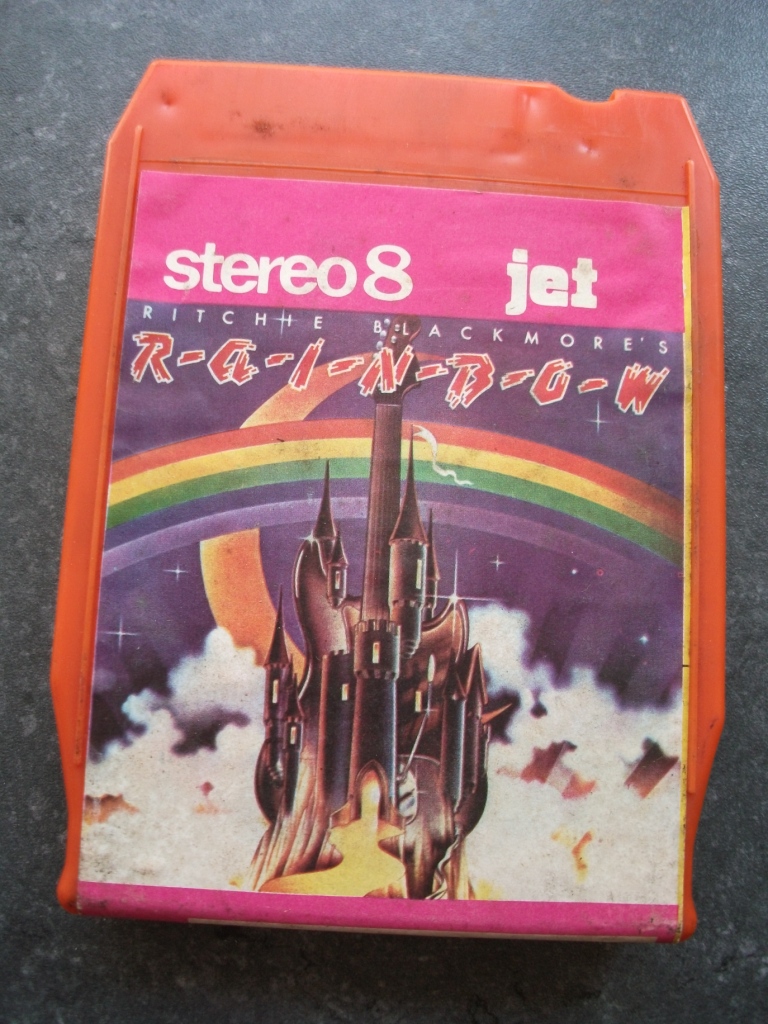 stereo 8 jet
RITCHIE BLACKMORE'S
R-A-I-N-B-O-W